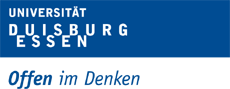 UNIVERSITÄT
DUISBURG
ESSEN
Offen im Denken